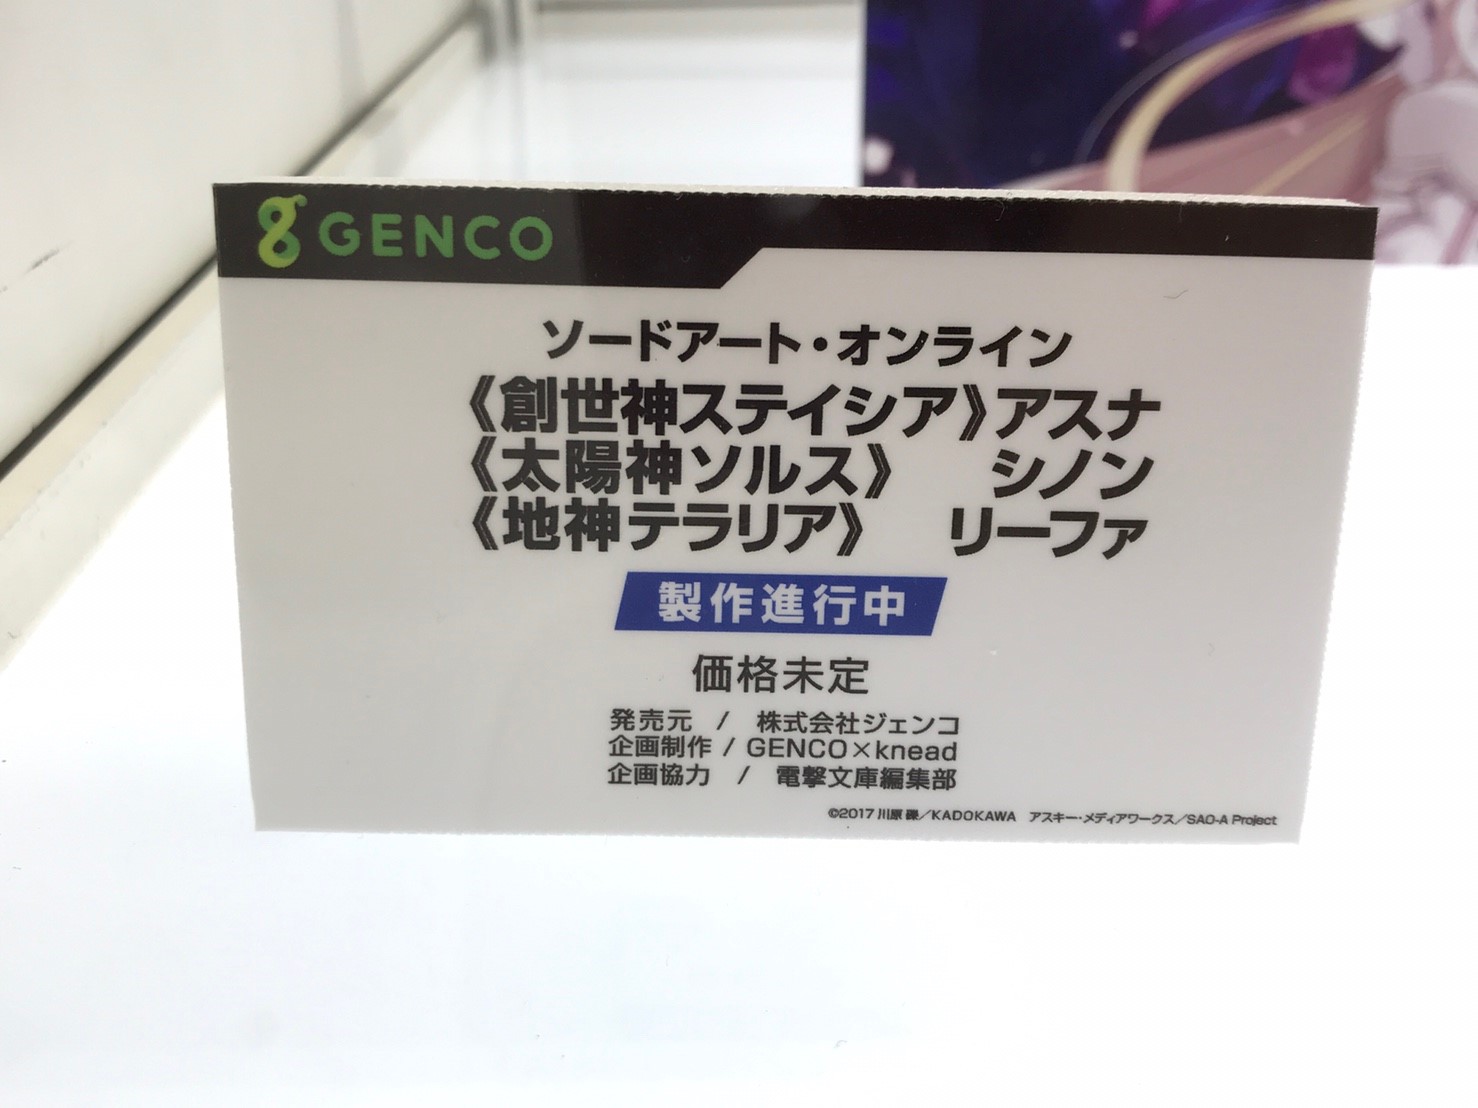 GENCO
ソードアート・オンライン
《創世神ステイシア》アスナ
《太陽神ソルス》 シノン
《地神テラリア》 リーファ
製作進行中
価格未定
発売元 / 株式会社ジェンコ
企画制作 / GENCO×knead
企画協力 / 電撃文庫編集部
©2017 川原 礫／KADOKAWA アスキー・メディアワークス／SAO-A Project